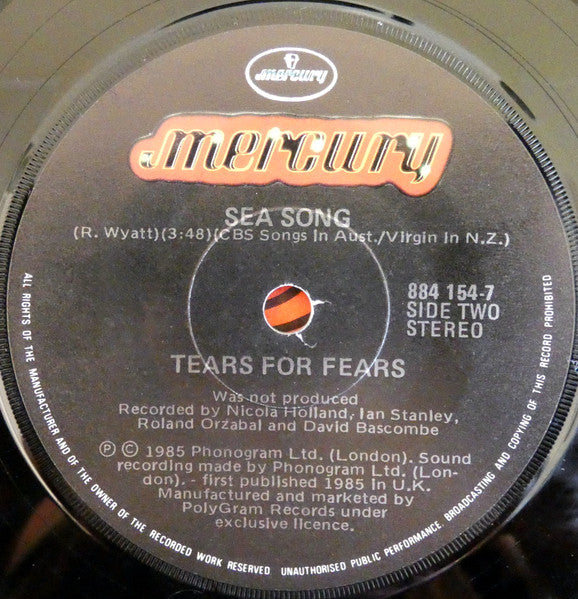 mercury
mercury
SEA SONG
(R. Wyatt)(3:48)(CBS Songs in Aust./Virgin in N.Z.)
884 154-7
SIDE TWO
STEREO
TEARS FOR FEARS
Was not produced
Recorded by Nicola Holland, Ian Stanley,
Roland Orzabal and David Bascombe
Ⓟ © 1985 Phonogram Ltd. (London). Sound
recording made by Phonogram Ltd. (Lon-
don). - first published 1985 in U.K.
Manufactured and marketed by
PolyGram Records under
exclusive licence.
ALL RIGHTS OF THE MANUFACTURER AND OF THE OWNER OF THE RECORDED WORK RESERVED UNAUTHORISED PUBLIC PERFORMANCE, BROADCASTING AND COPYING OF THIS RECORD PROHIBITED